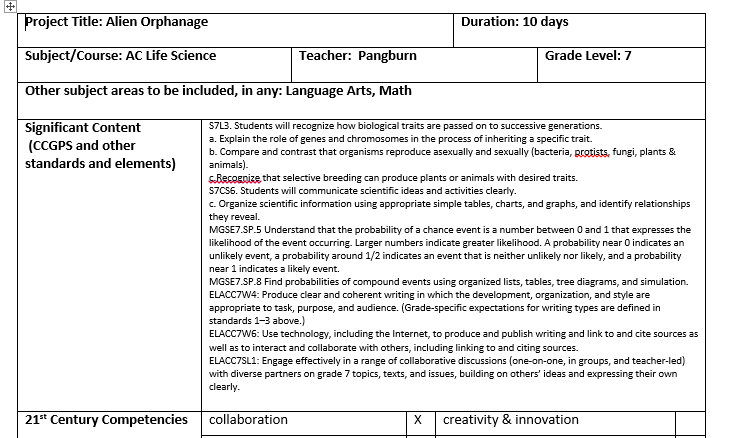 Project Title: Alien Orphanage
Duration: 10 days
Subject/Course: AC Life Science
Teacher:  Pangburn
Grade Level: 7
Other subject areas to be included, in any: Language Arts, Math
Significant Content
(CCGPS and other
standards and elements)
S7L3. Students will recognize how biological traits are passed on to successive generations.
a. Explain the role of genes and chromosomes in the process of inheriting a specific trait.
b. Compare and contrast that organisms reproduce asexually and sexually (bacteria, protists, fungi, plants &
animals).
c.Recognize that selective breeding can produce plants or animals with desired traits.
S7CS6. Students will communicate scientific ideas and activities clearly.
c. Organize scientific information using appropriate simple tables, charts, and graphs, and identify relationships
they reveal.
MGSE7.SP.5 Understand that the probability of a chance event is a number between 0 and 1 that expresses the
likelihood of the event occurring. Larger numbers indicate greater likelihood. A probability near 0 indicates an
unlikely event, a probability around 1/2 indicates an event that is neither unlikely nor likely, and a probability
near 1 indicates a likely event.
MGSE7.SP.8 Find probabilities of compound events using organized lists, tables, tree diagrams, and simulation.
ELACC7W4: Produce clear and coherent writing in which the development, organization, and style are
appropriate to task, purpose, and audience. (Grade-specific expectations for writing types are defined in
standards 1–3 above.)
ELACC7W6: Use technology, including the Internet, to produce and publish writing and link to and cite sources as
well as to interact and collaborate with others, including linking to and citing sources.
ELACC7SL1: Engage effectively in a range of collaborative discussions (one-on-one, in groups, and teacher-led)
with diverse partners on grade 7 topics, texts, and issues, building on others' ideas and expressing their own
clearly.
21st Century Competencies
collaboration
X
creativity & innovation